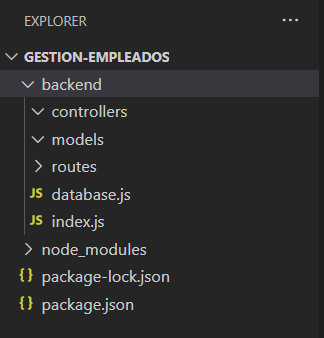 EXPLORER ...
GESTION-EMPLEADOS
backend
controllers
models
routes
JS database.js
JS index.js
node_modules
{} package-lock.json
{} package.json